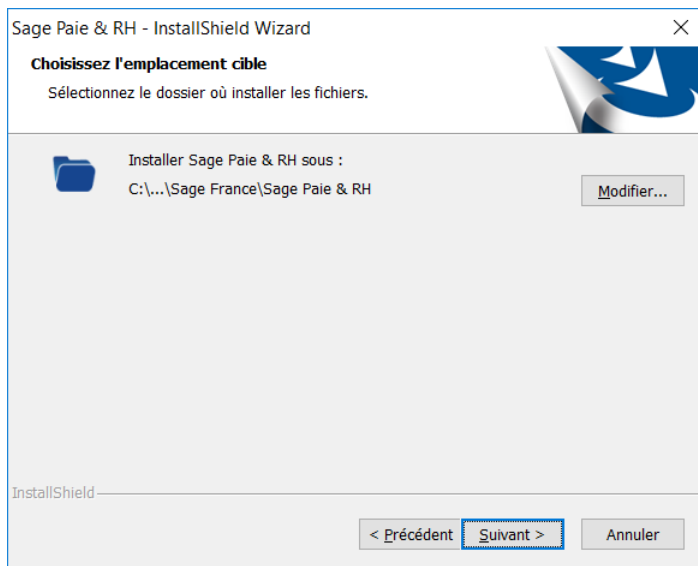 Sage Paie & RH - InstallShield Wizard
Choisissez l'emplacement cible
Sélectionnez le dossier où installer les fichiers.
Installer Sage Paie & RH sous :
C:\...\Sage France\Sage Paie & RH
Modifier...
InstallShield
< Précédent
Suivant >
Annuler